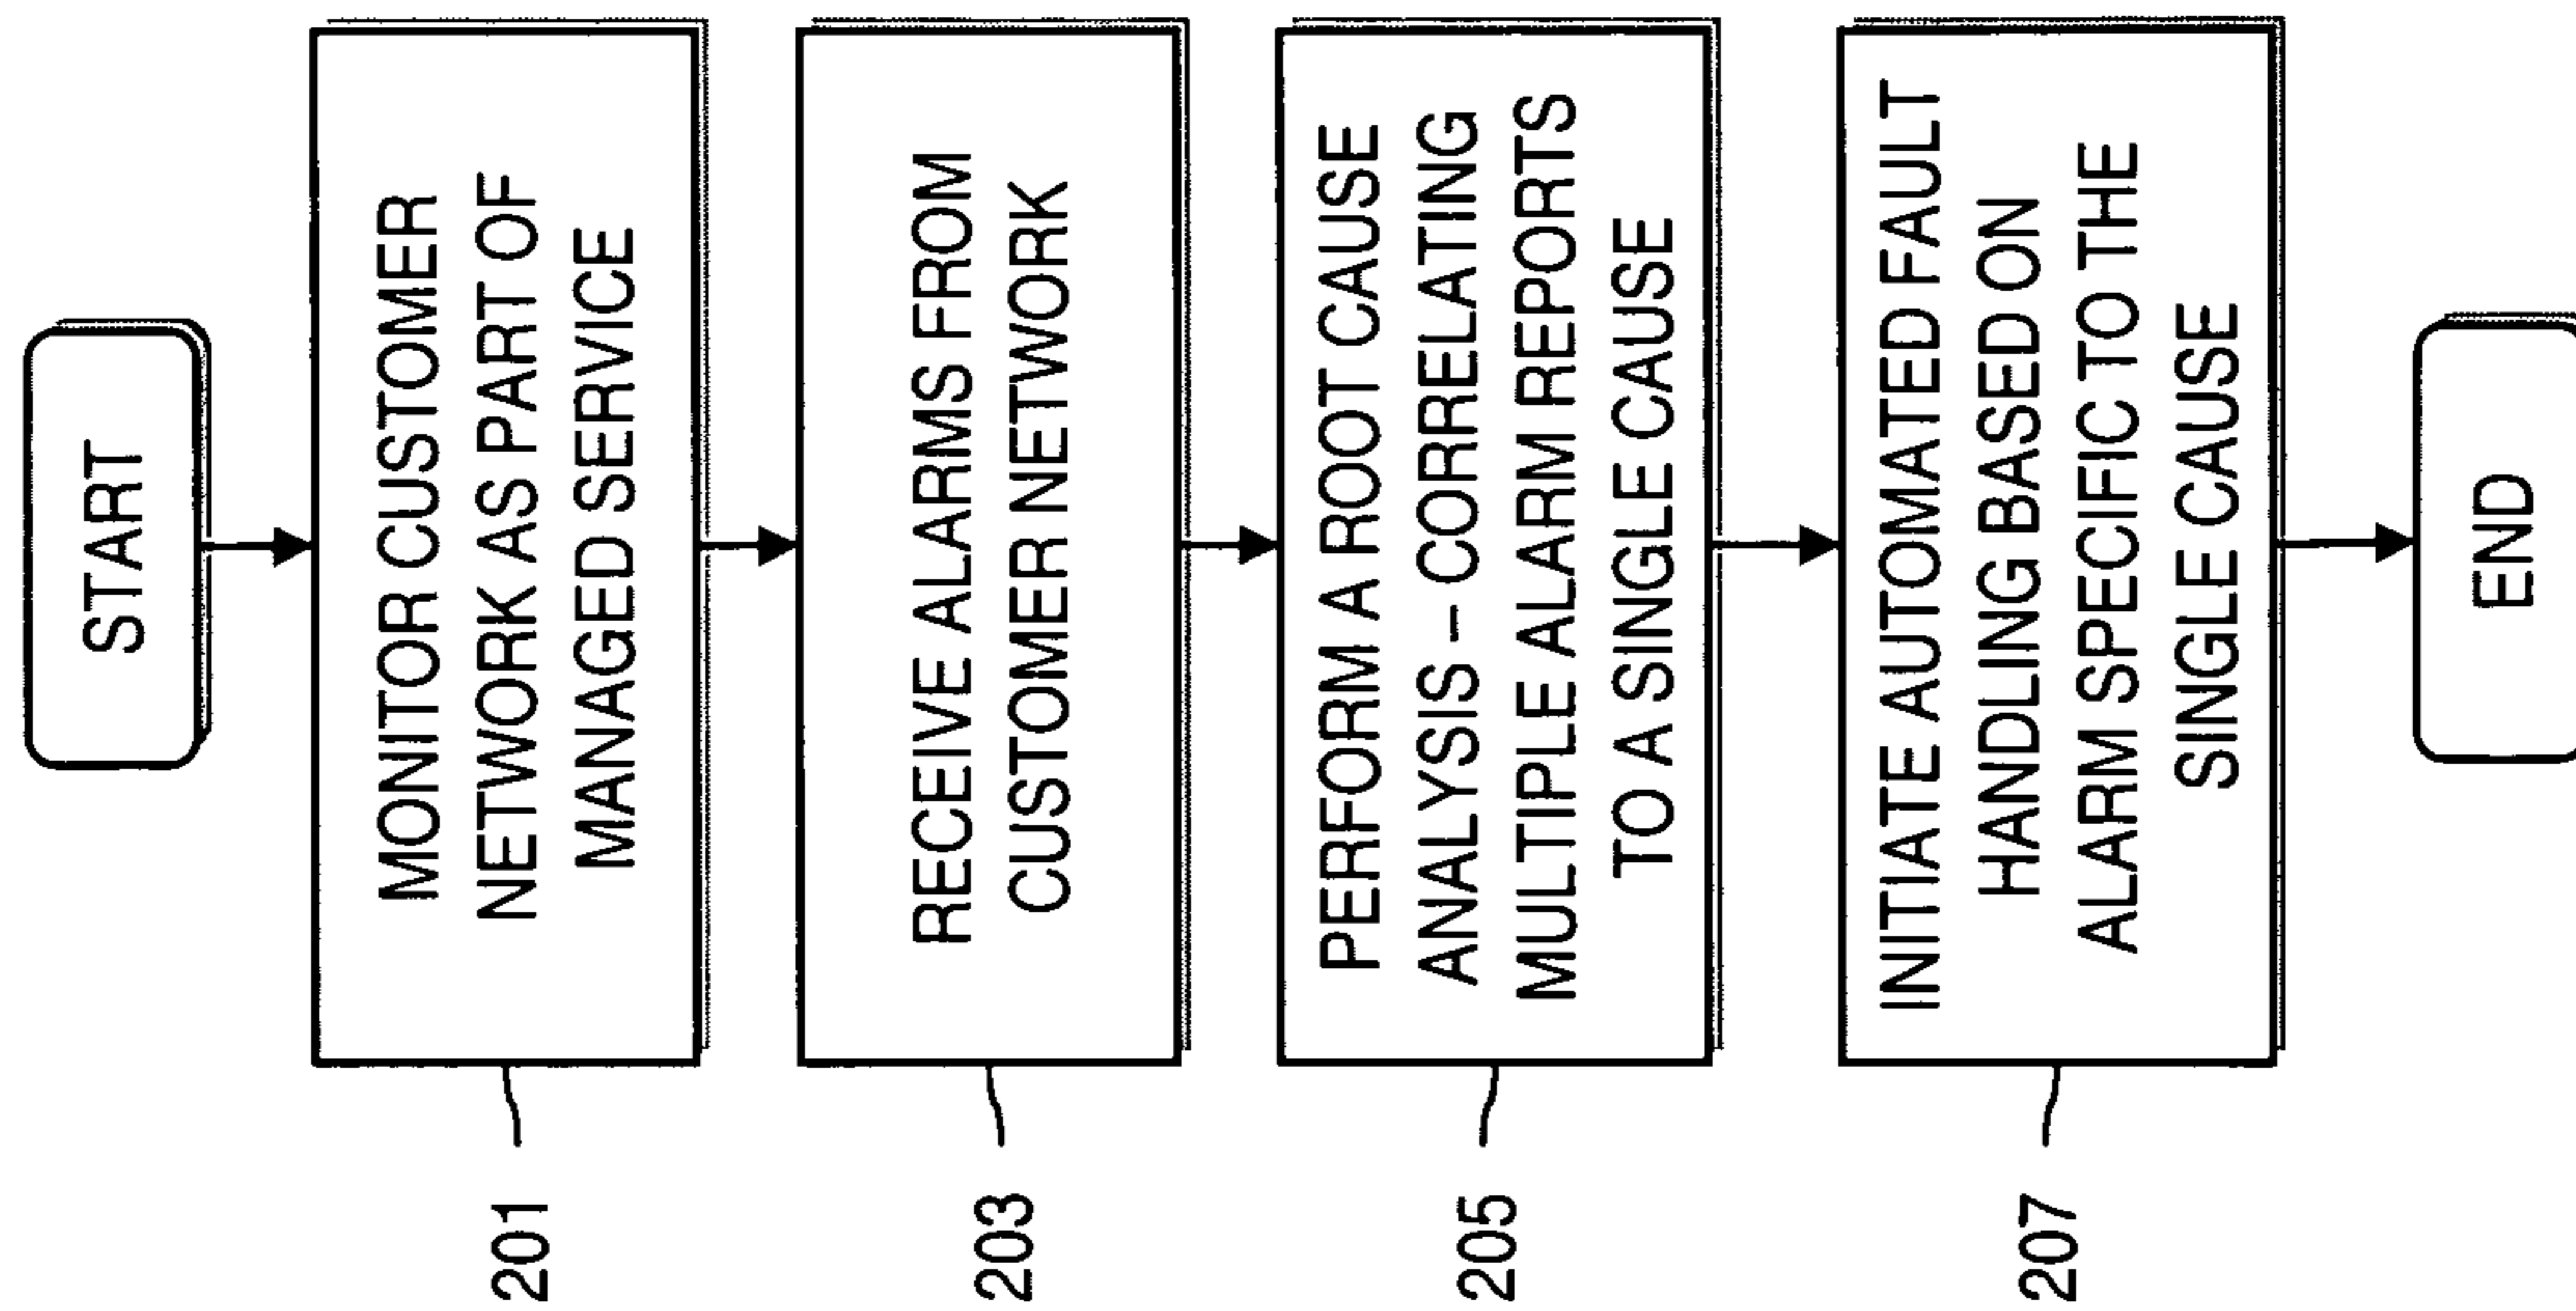 START
201
MONITOR CUSTOMER
NETWORK AS PART OF
MANAGED SERVICE
203
RECEIVE ALARMS FROM
CUSTOMER NETWORK
205
PERFORM A ROOT CAUSE
ANALYSIS – CORRELATING
MULTIPLE ALARM REPORTS
TO A SINGLE CAUSE
207
INITIATE AUTOMATED FAULT
HANDLING BASED ON
ALARM SPECIFIC TO THE
SINGLE CAUSE
END